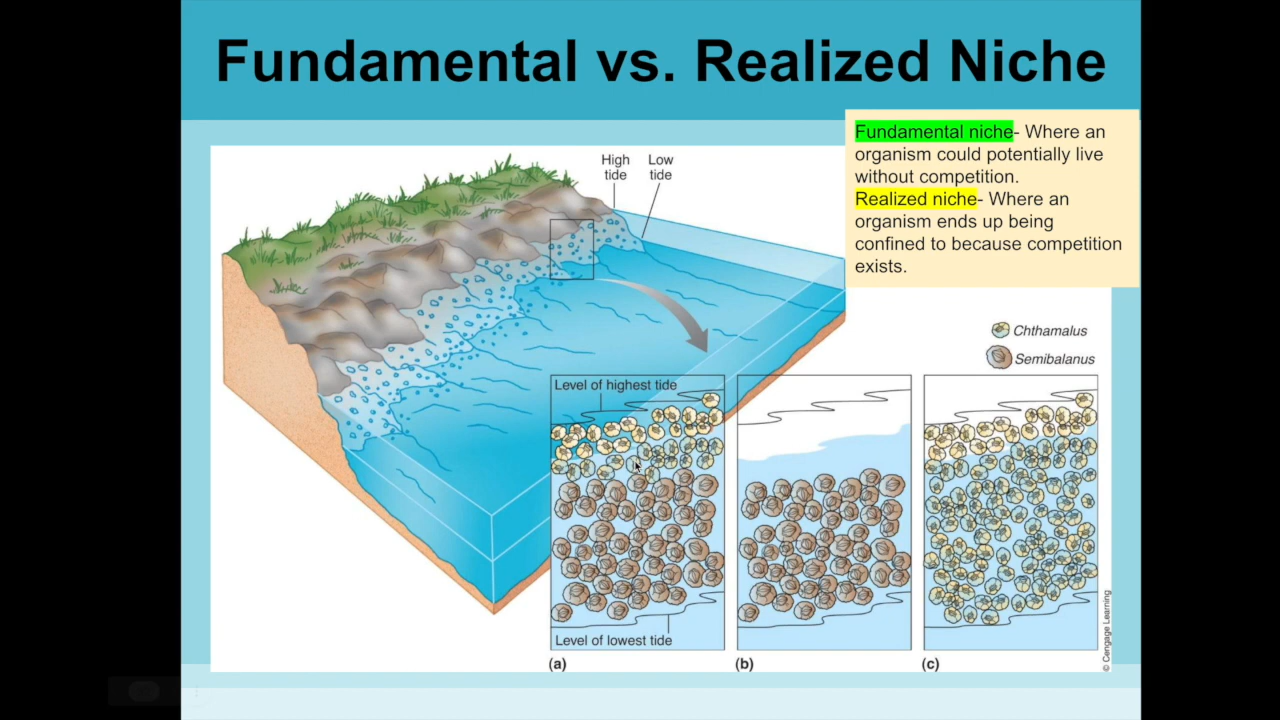 Fundamental vs. Realized Niche
Fundamental niche- Where an
organism could potentially live
without competition.
Realized niche- Where an
organism ends up being
confined to because competition
exists.
High
tide
Low
tide
Chthamalus
Semibalanus
Level of highest tide
Level of lowest tide
(a)
(b)
(c)
© Cengage Learning